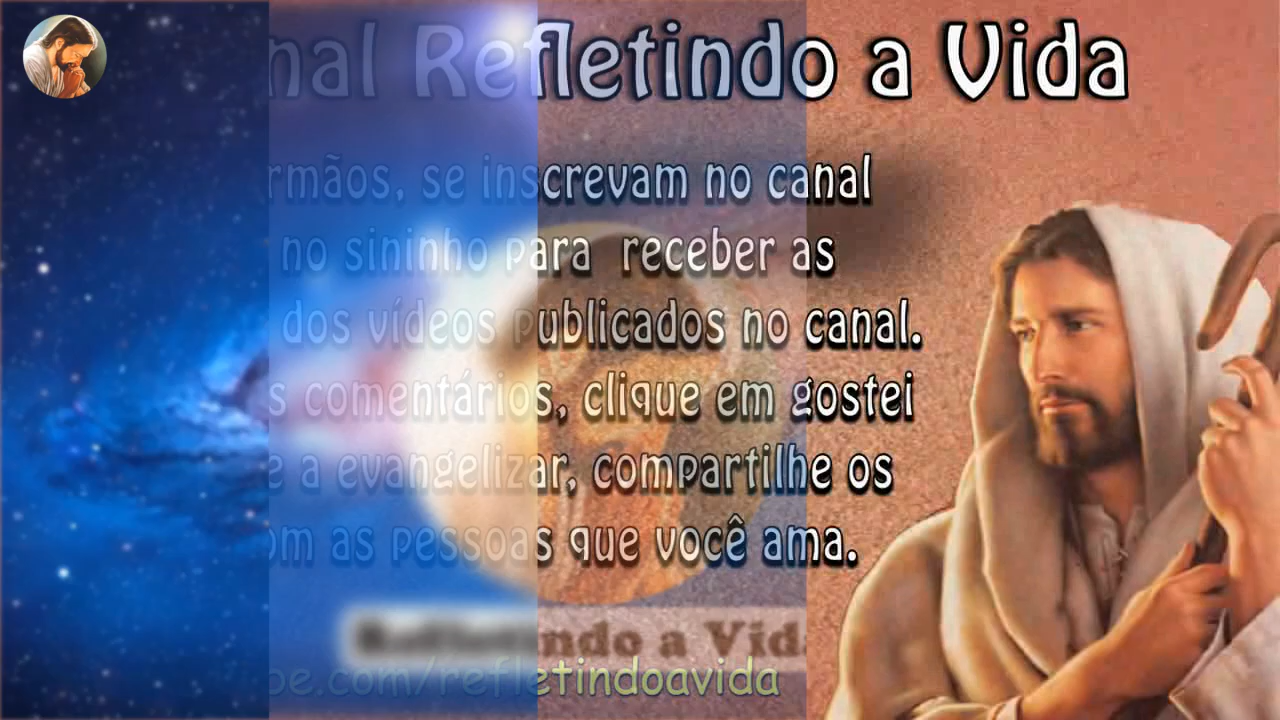 nal Refletindo a Vida
rmãos, se inscrevam no canal
no sininho para receber as
dos vídeos publicados no canal.
s comentários, clique em gostei
e a evangelizar, compartilhe os
om as pessoas que você ama.
Refletindo a Vida
be.com/refletindoavida